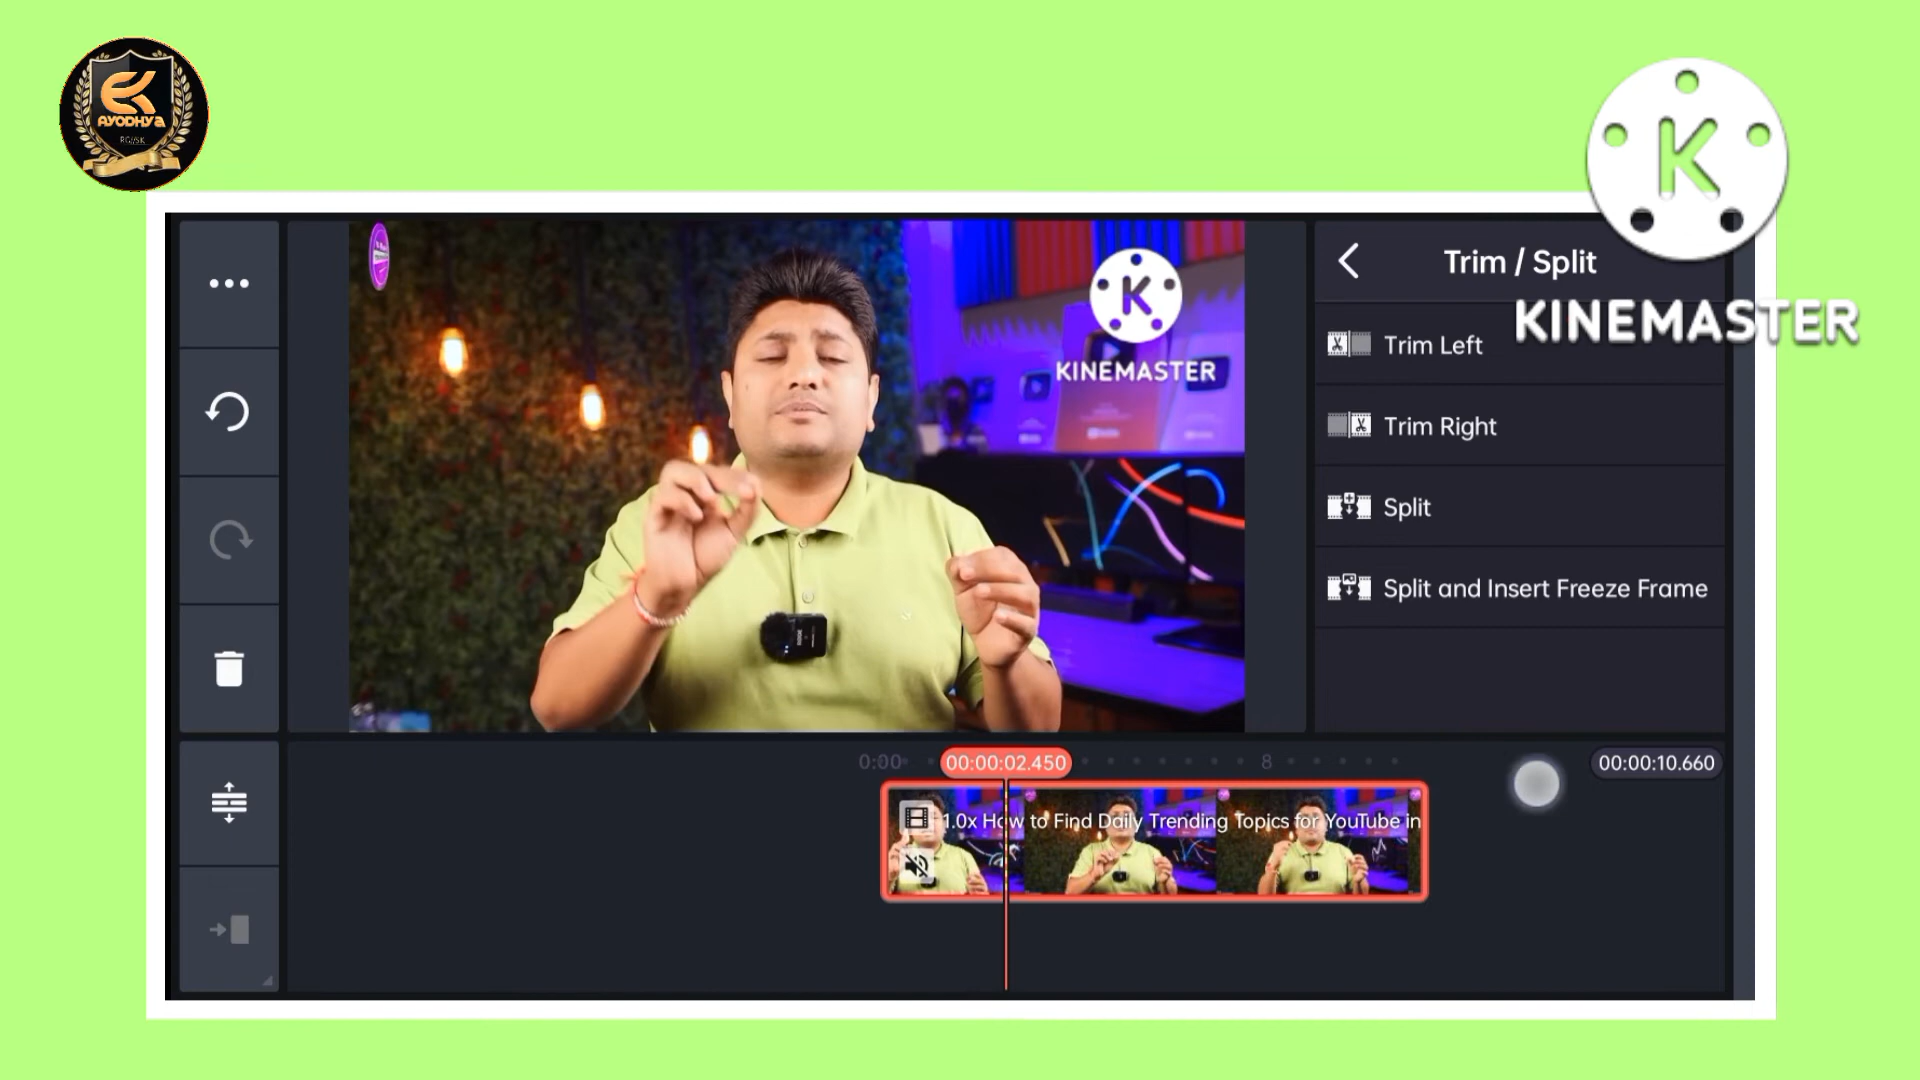 EK
AYODHYa
K
KINEMASTER
K
KINEMASTER
Trim / Split
Trim Left
Trim Right
Split
Split and Insert Freeze Frame
0:00
00:00:02.450
8
00:00:10.660
1.0x How to Find Daily Trending Topics for YouTube in